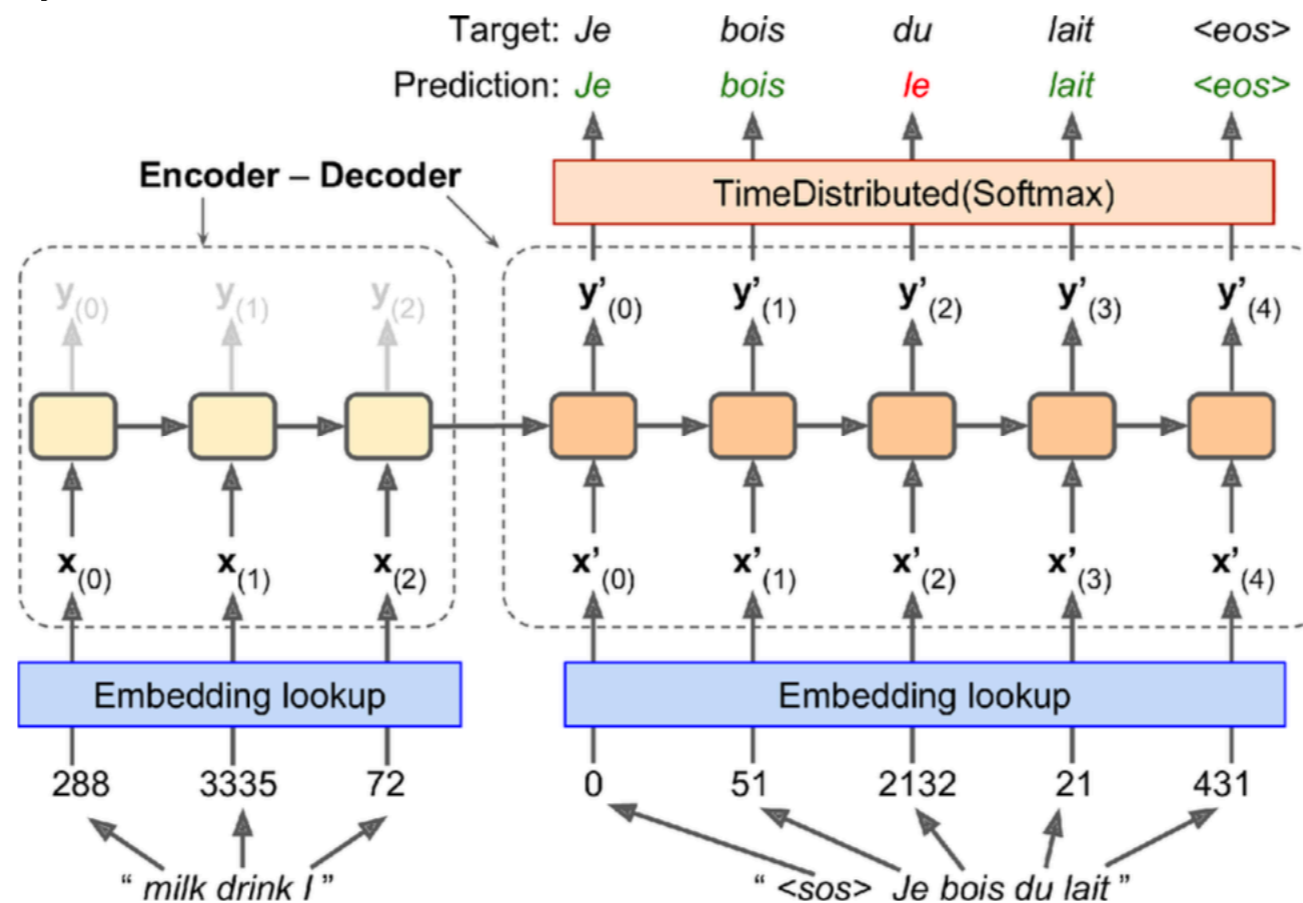 Target: Je bois du lait <eos>
Prediction: Je bois le lait <eos>
Encoder – Decoder
TimeDistributed(Softmax)
y(0) y(1) y(2) y'(0) y'(1) y'(2) y'(3) y'(4)
x(0) x(1) x(2) x'(0) x'(1) x'(2) x'(3) x'(4)
Embedding lookup Embedding lookup
288 3335 72 0 51 2132 21 431
“ milk drink I ” “ <sos> Je bois du lait ”